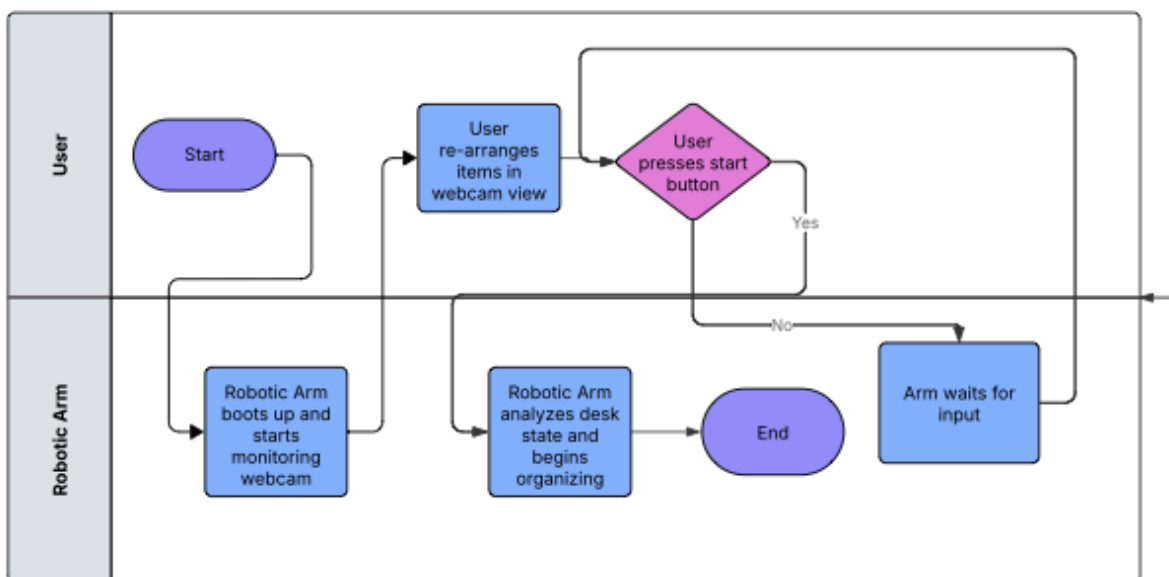 User
Start
User
re-arranges
items in
webcam view
User
presses start
button
Yes
No
Robotic Arm
Robotic Arm
boots up and
starts
monitoring
webcam
Robotic Arm
analyzes desk
state and
begins
organizing
End
Arm waits for
input